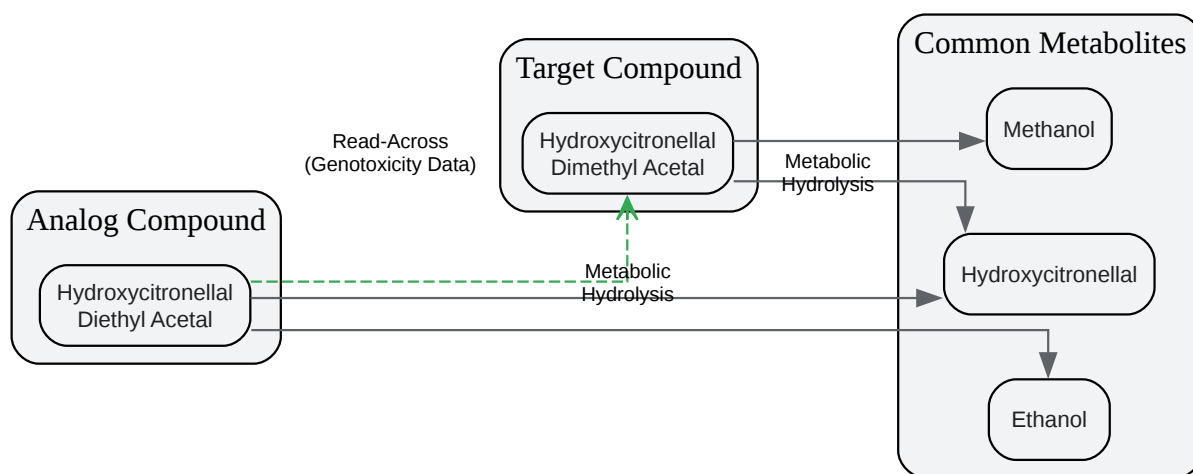 Common Metabolites
Target Compound
Methanol
Hydroxycitronellal
Dimethyl Acetal
Read-Across
(Genotoxicity Data)
Metabolic
Hydrolysis
Analog Compound
Hydroxycitronellal
Diethyl Acetal
Metabolic
Hydrolysis
Hydroxycitronellal
Ethanol